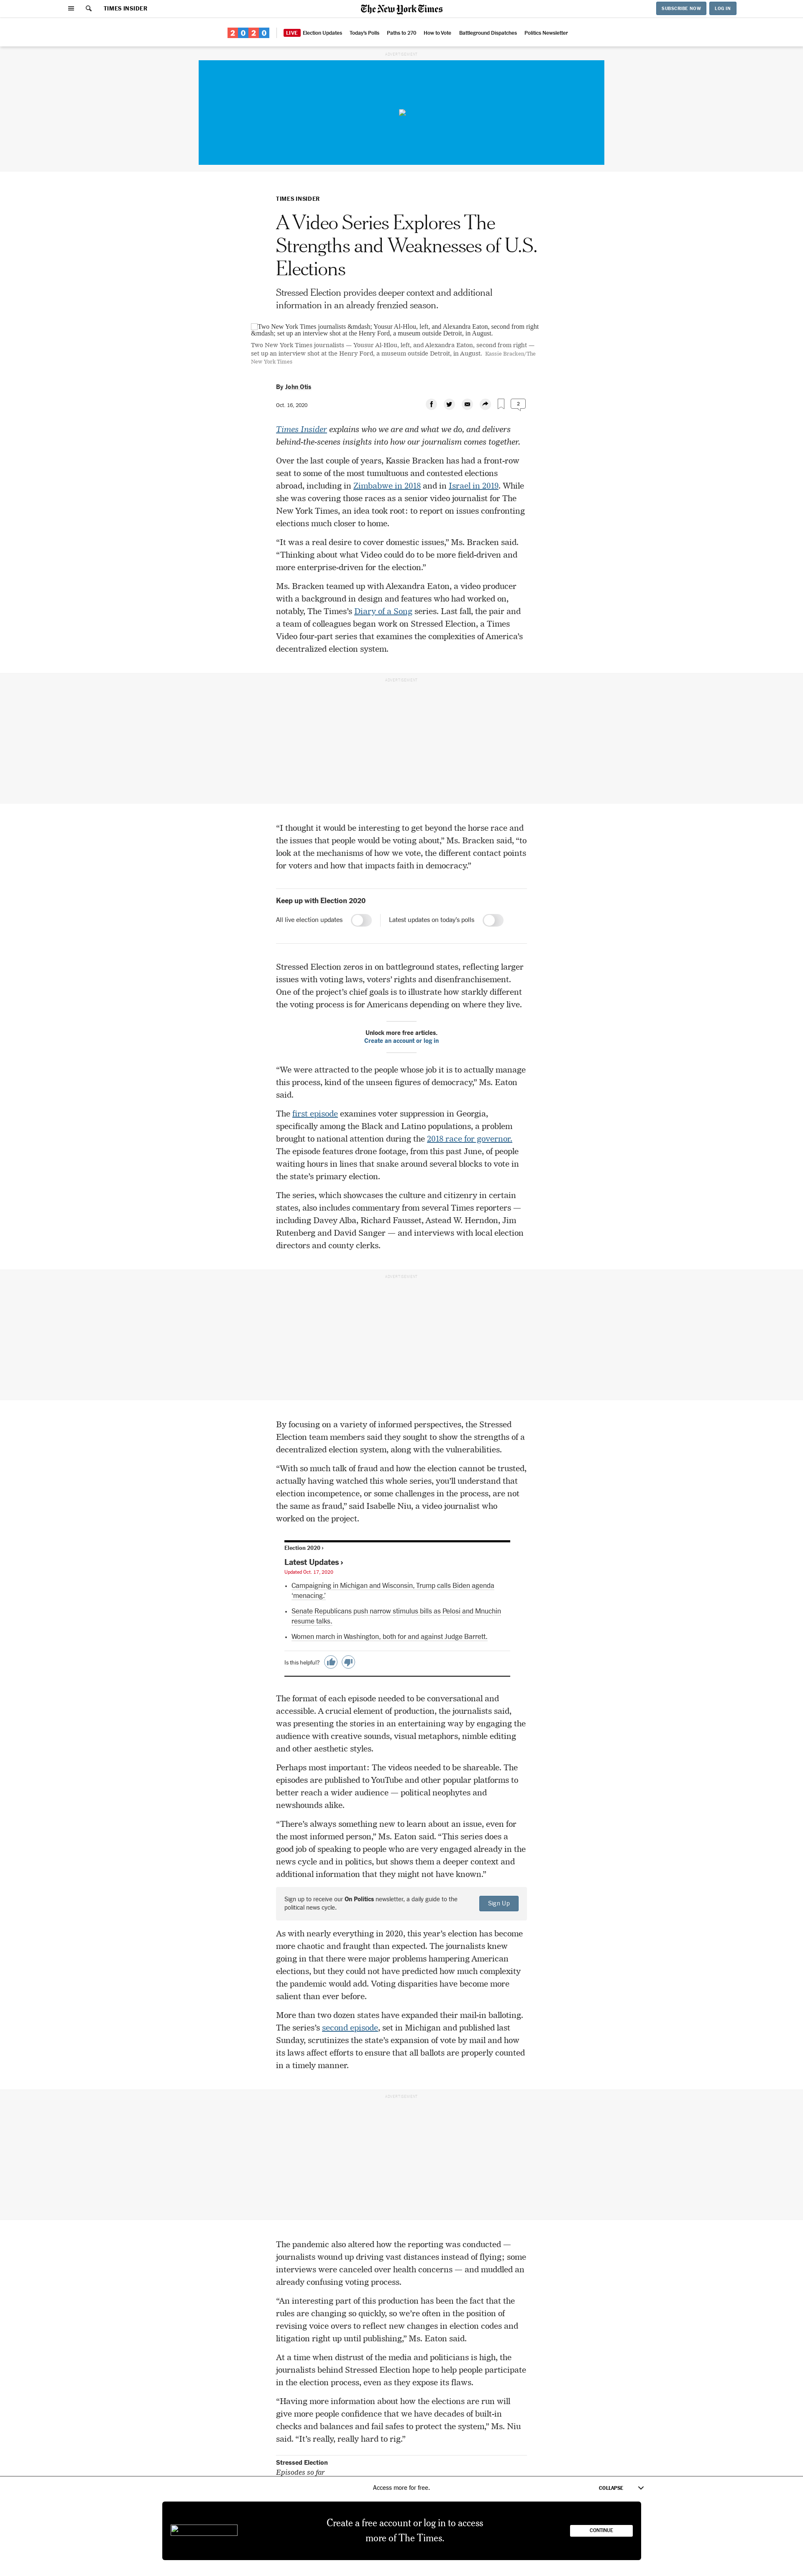 TIMES INSIDER
The New York Times
SUBSCRIBE NOW
LOG IN
2020
LIVE
Election Updates
Today's Polls
Paths to 270
How to Vote
Battleground Dispatches
Politics Newsletter
ADVERTISEMENT
TIMES INSIDER
A Video Series Explores The
Strengths and Weaknesses of U.S.
Elections
Stressed Election provides deeper context and additional
information in an already frenzied season.
Two New York Times journalists &mdash; Yousur Al-Hlou, left, and Alexandra Eaton, second from right
&mdash; set up an interview shot at the Henry Ford, a museum outside Detroit, in August.
Two New York Times journalists — Yousur Al-Hlou, left, and Alexandra Eaton, second from right —
set up an interview shot at the Henry Ford, a museum outside Detroit, in August. Kassie Bracken/The
New York Times
By John Otis
Oct. 16, 2020
2
Times Insider explains who we are and what we do, and delivers
behind-the-scenes insights into how our journalism comes together.
Over the last couple of years, Kassie Bracken has had a front-row
seat to some of the most tumultuous and contested elections
abroad, including in Zimbabwe in 2018 and in Israel in 2019. While
she was covering those races as a senior video journalist for The
New York Times, an idea took root: to report on issues confronting
elections much closer to home.
“It was a real desire to cover domestic issues,” Ms. Bracken said.
“Thinking about what Video could do to be more field-driven and
more enterprise-driven for the election.”
Ms. Bracken teamed up with Alexandra Eaton, a video producer
with a background in design and features who had worked on,
notably, The Times’s Diary of a Song series. Last fall, the pair and
a team of colleagues began work on Stressed Election, a Times
Video four-part series that examines the complexities of America’s
decentralized election system.
ADVERTISEMENT
“I thought it would be interesting to get beyond the horse race and
the issues that people would be voting about,” Ms. Bracken said, “to
look at the mechanisms of how we vote, the different contact points
for voters and how that impacts faith in democracy.”
Keep up with Election 2020
All live election updates
Latest updates on today’s polls
Stressed Election zeros in on battleground states, reflecting larger
issues with voting laws, voters’ rights and disenfranchisement.
One of the project’s chief goals is to illustrate how starkly different
the voting process is for Americans depending on where they live.
Unlock more free articles.
Create an account or log in
“We were attracted to the people whose job it is to actually manage
this process, kind of the unseen figures of democracy,” Ms. Eaton
said.
The first episode examines voter suppression in Georgia,
specifically among the Black and Latino populations, a problem
brought to national attention during the 2018 race for governor.
The episode features drone footage, from this past June, of people
waiting hours in lines that snake around several blocks to vote in
the state’s primary election.
The series, which showcases the culture and citizenry in certain
states, also includes commentary from several Times reporters —
including Davey Alba, Richard Fausset, Astead W. Herndon, Jim
Rutenberg and David Sanger — and interviews with local election
directors and county clerks.
ADVERTISEMENT
By focusing on a variety of informed perspectives, the Stressed
Election team members said they sought to show the strengths of a
decentralized election system, along with the vulnerabilities.
“With so much talk of fraud and how the election cannot be trusted,
actually having watched this whole series, you’ll understand that
election incompetence, or some challenges in the process, are not
the same as fraud,” said Isabelle Niu, a video journalist who
worked on the project.
Election 2020 ›
Latest Updates ›
Updated Oct. 17, 2020
• Campaigning in Michigan and Wisconsin, Trump calls Biden agenda
‘menacing.’
• Senate Republicans push narrow stimulus bills as Pelosi and Mnuchin
resume talks.
• Women march in Washington, both for and against Judge Barrett.
Is this helpful?
The format of each episode needed to be conversational and
accessible. A crucial element of production, the journalists said,
was presenting the stories in an entertaining way by engaging the
audience with creative sounds, visual metaphors, nimble editing
and other aesthetic styles.
Perhaps most important: The videos needed to be shareable. The
episodes are published to YouTube and other popular platforms to
better reach a wider audience — political neophytes and
newshounds alike.
“There’s always something new to learn about an issue, even for
the most informed person,” Ms. Eaton said. “This series does a
good job of speaking to people who are very engaged already in the
news cycle and in politics, but shows them a deeper context and
additional information that they might not have known.”
Sign up to receive our On Politics newsletter, a daily guide to the
political news cycle.
Sign Up
As with nearly everything in 2020, this year’s election has become
more chaotic and fraught than expected. The journalists knew
going in that there were major problems hampering American
elections, but they could not have predicted how much complexity
the pandemic would add. Voting disparities have become more
salient than ever before.
More than two dozen states have expanded their mail-in balloting.
The series’s second episode, set in Michigan and published last
Sunday, scrutinizes the state’s expansion of vote by mail and how
its laws affect efforts to ensure that all ballots are properly counted
in a timely manner.
ADVERTISEMENT
The pandemic also altered how the reporting was conducted —
journalists wound up driving vast distances instead of flying; some
interviews were canceled over health concerns — and muddled an
already confusing voting process.
“An interesting part of this production has been the fact that the
rules are changing so quickly, so we’re often in the position of
revising voice overs to reflect new changes in election codes and
litigation right up until publishing,” Ms. Eaton said.
At a time when distrust of the media and politicians is high, the
journalists behind Stressed Election hope to help people participate
in the election process, even as they expose its flaws.
“Having more information about how the elections are run will
give more people confidence that we have decades of built-in
checks and balances and fail safes to protect the system,” Ms. Niu
said. “It’s really, really hard to rig.”
Stressed Election
Episodes so far
Access more for free.
COLLAPSE
Create a free account or log in to access
more of The Times.
CONTINUE